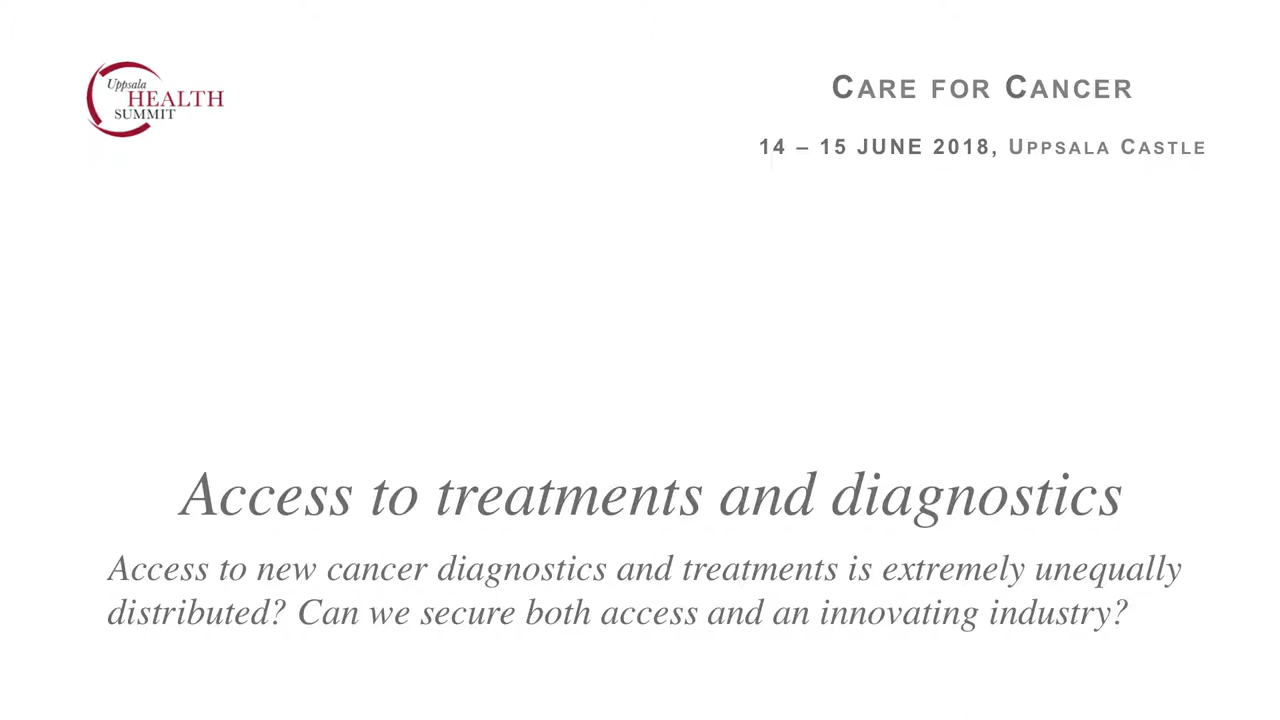 Uppsala
HEALTH
SUMMIT
CARE FOR CANCER
14 – 15 JUNE 2018, UPPSALA CASTLE
Access to treatments and diagnostics
Access to new cancer diagnostics and treatments is extremely unequally
distributed? Can we secure both access and an innovating industry?